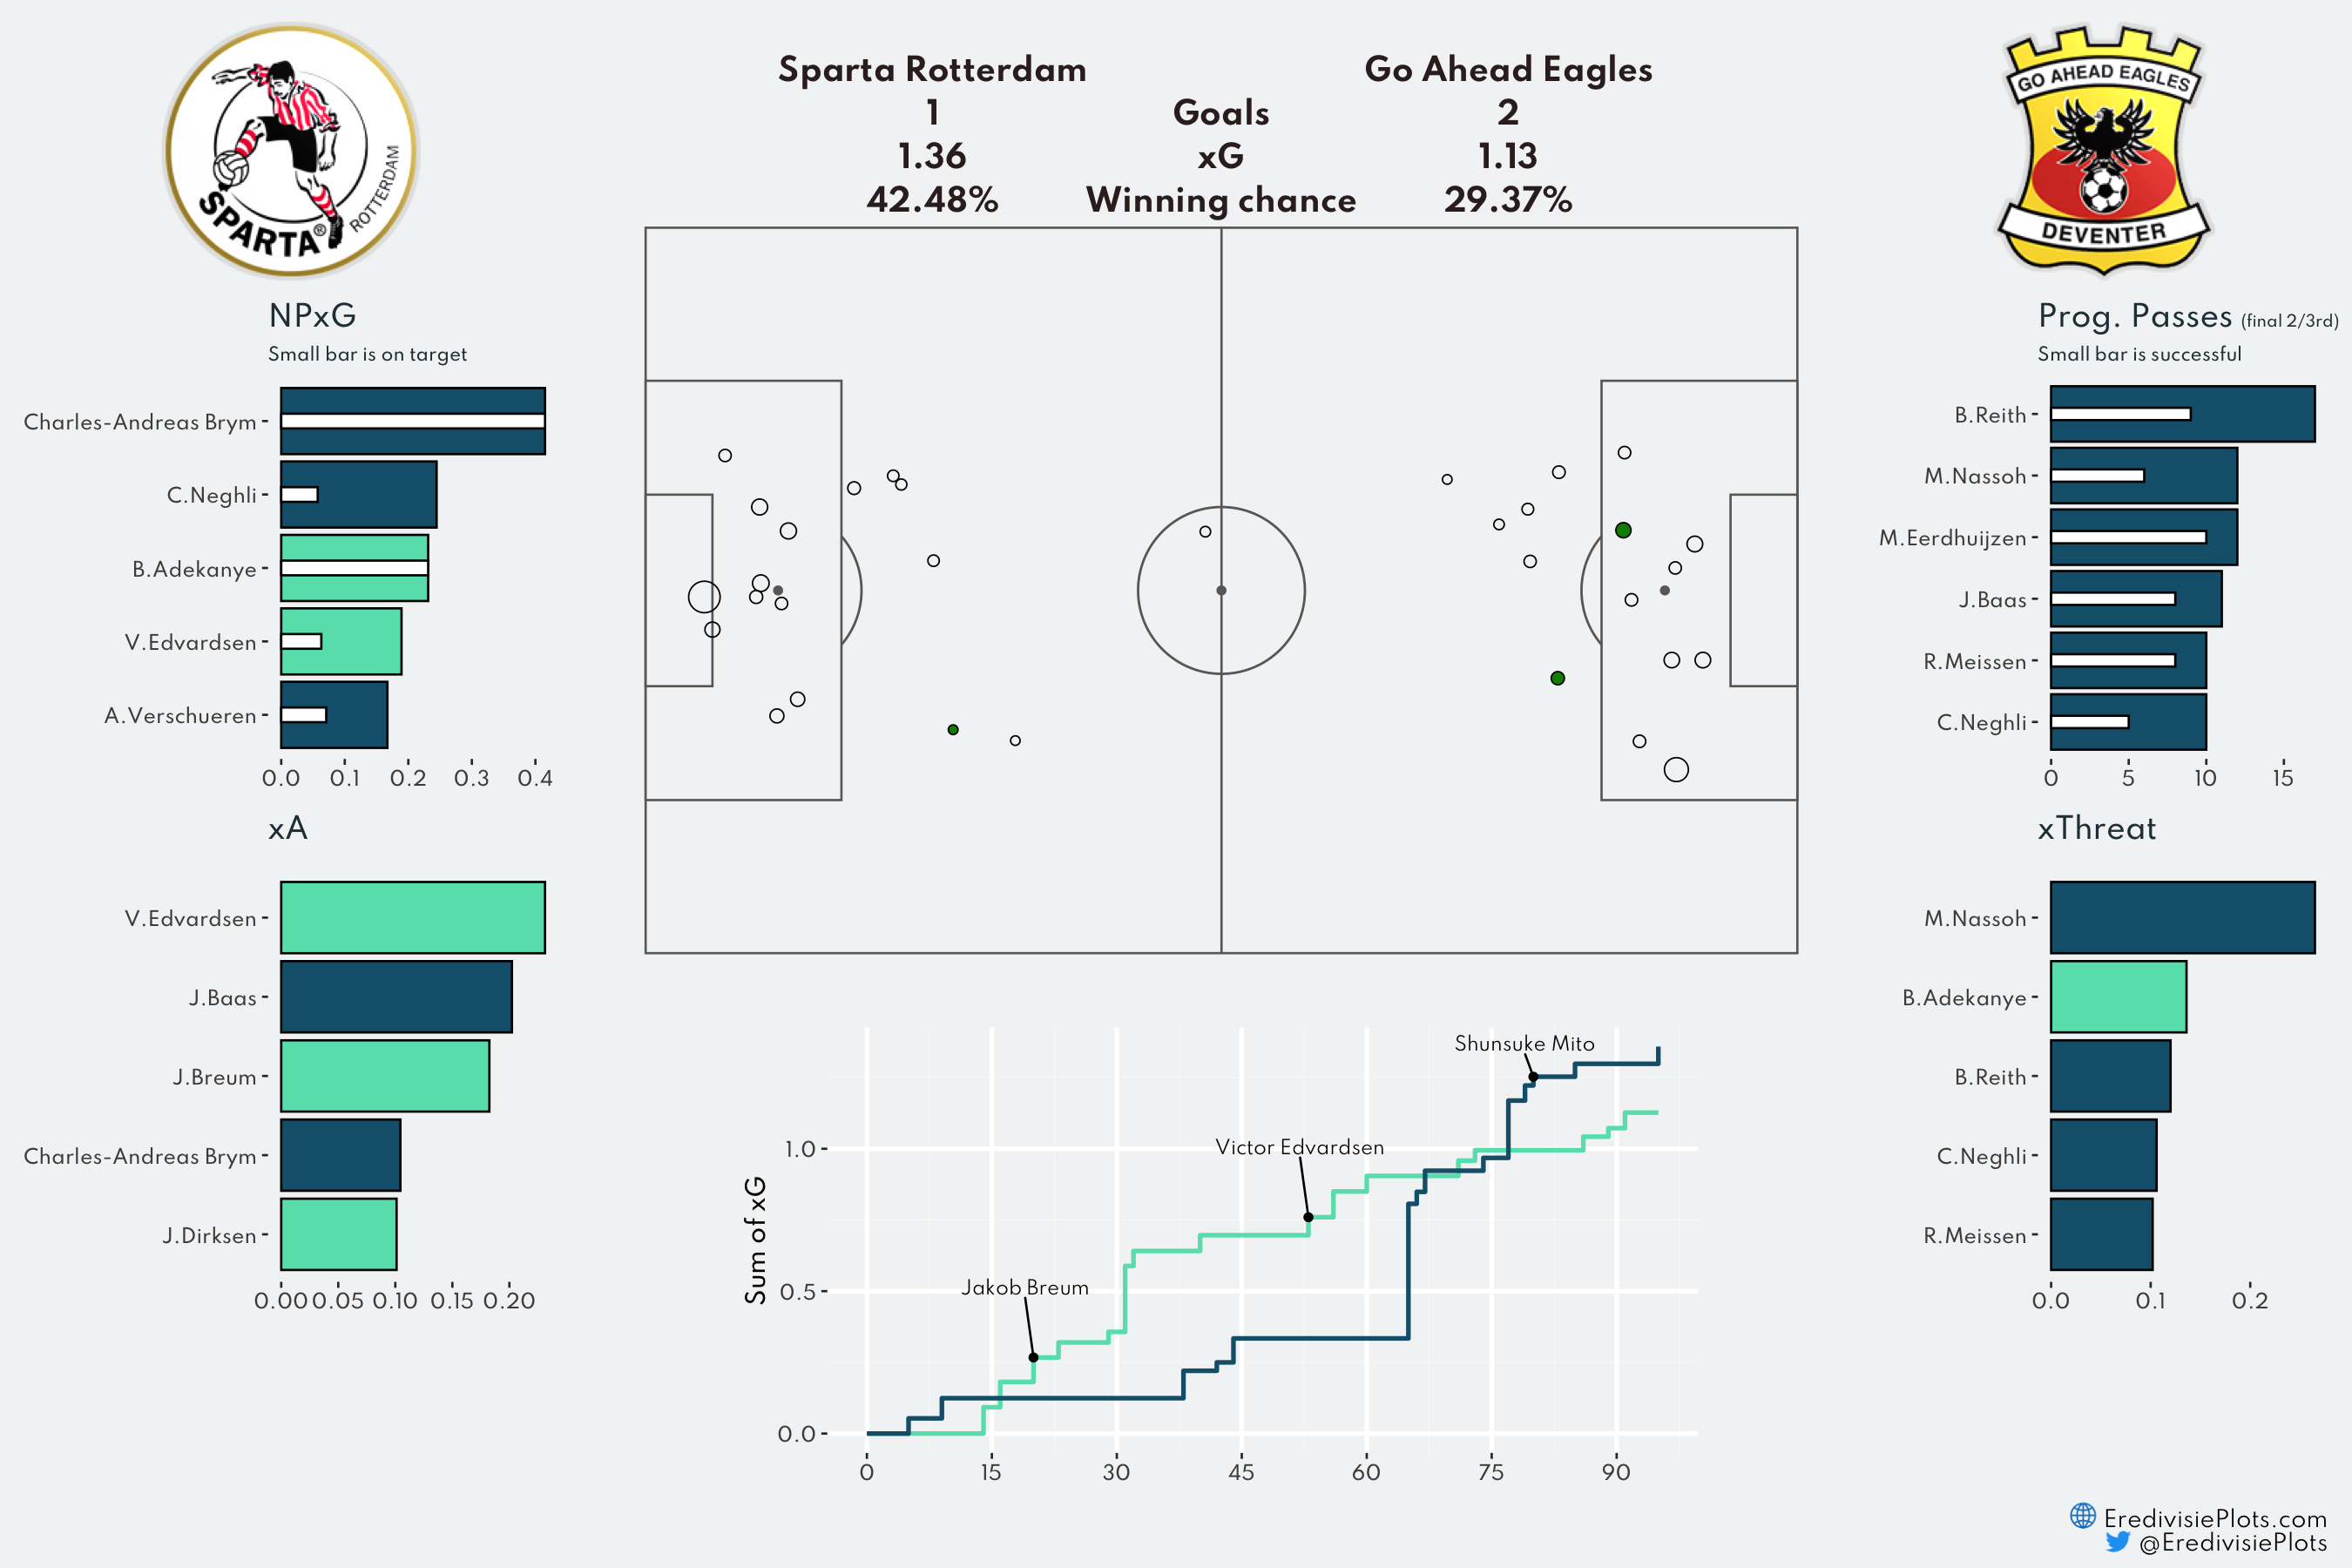 Sparta Rotterdam Go Ahead Eagles
1 Goals 2
1.36 xG 1.13
42.48% Winning chance 29.37%
SPARTA®
ROTTERDAM
GO AHEAD EAGLES
DEVENTER
NPxG
Small bar is on target
Charles-Andreas Brym
C.Neghli
B.Adekanye
V.Edvardsen
A.Verschueren
0.0 0.1 0.2 0.3 0.4
xA
V.Edvardsen
J.Baas
J.Breum
Charles-Andreas Brym
J.Dirksen
0.00 0.05 0.10 0.15 0.20
Shunsuke Mito
Victor Edvardsen
Jakob Breum
Sum of xG
1.0
0.5
0.0
0 15 30 45 60 75 90
Prog. Passes (final 2/3rd)
Small bar is successful
B.Reith
M.Nassoh
M.Eerdhuijzen
J.Baas
R.Meissen
C.Neghli
0 5 10 15
xThreat
M.Nassoh
B.Adekanye
B.Reith
C.Neghli
R.Meissen
0.0 0.1 0.2
EredivisiePlots.com
@EredivisiePlots